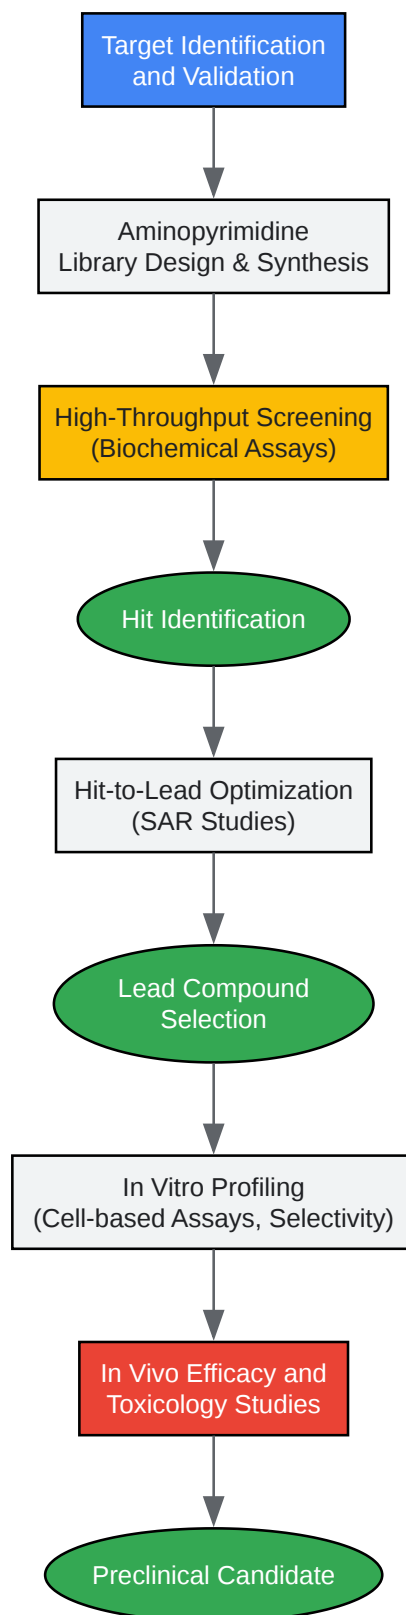 Target Identification
and Validation
Aminopyrimidine
Library Design & Synthesis
High-Throughput Screening
(Biochemical Assays)
Hit Identification
Hit-to-Lead Optimization
(SAR Studies)
Lead Compound
Selection
In Vitro Profiling
(Cell-based Assays, Selectivity)
In Vivo Efficacy and
Toxicology Studies
Preclinical Candidate